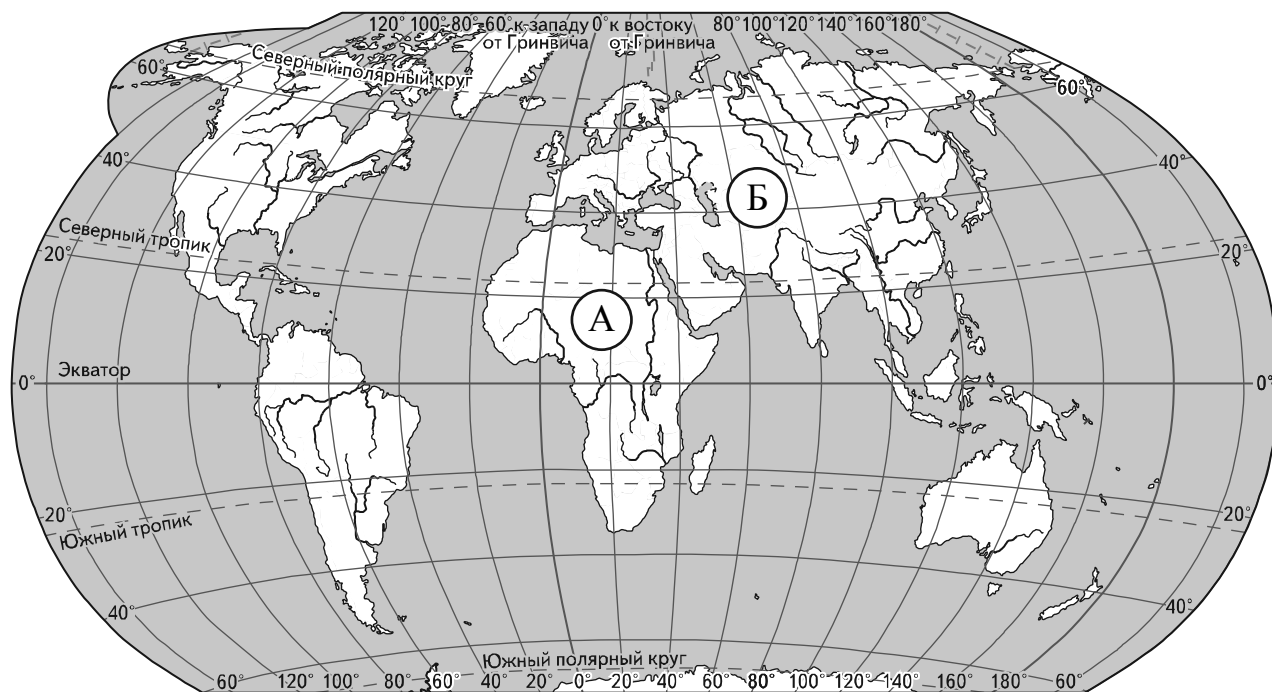 120° 100° 80° 60° к западу 0° к востоку 80° 100° 120° 140° 160° 180°
от Гринвича от Гринвича
Северный полярный круг
60° 60°
40° 40°
Б
Северный тропик
20° 20°
А
Экватор
0° 0°
20° 20°
Южный тропик
40° 40°
Южный полярный круг
60° 120° 100° 80° 60° 40° 20° 0° 20° 40° 60° 80° 100° 120° 140° 60°